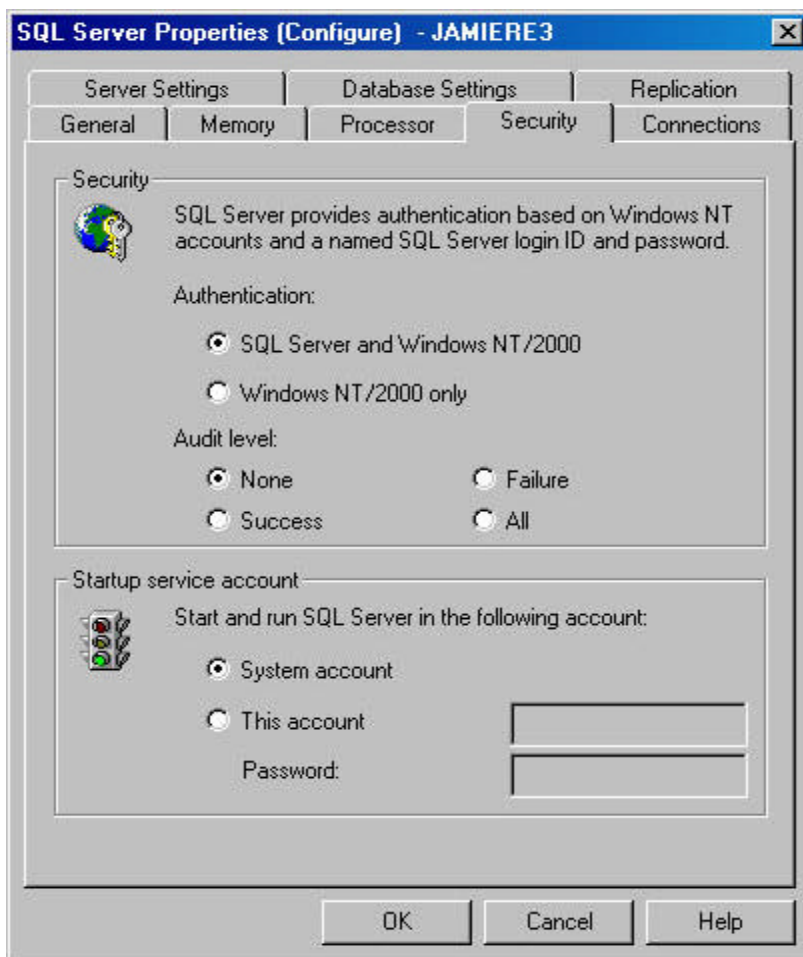 SQL Server Properties (Configure) - JAMIERE3
Server Settings
Database Settings
Replication
General
Memory
Processor
Security
Connections
Security
SQL Server provides authentication based on Windows NT
accounts and a named SQL Server login ID and password.
Authentication:
SQL Server and Windows NT/2000
Windows NT/2000 only
Audit level:
None
Failure
Success
All
Startup service account
Start and run SQL Server in the following account:
System account
This account
Password:
OK
Cancel
Help